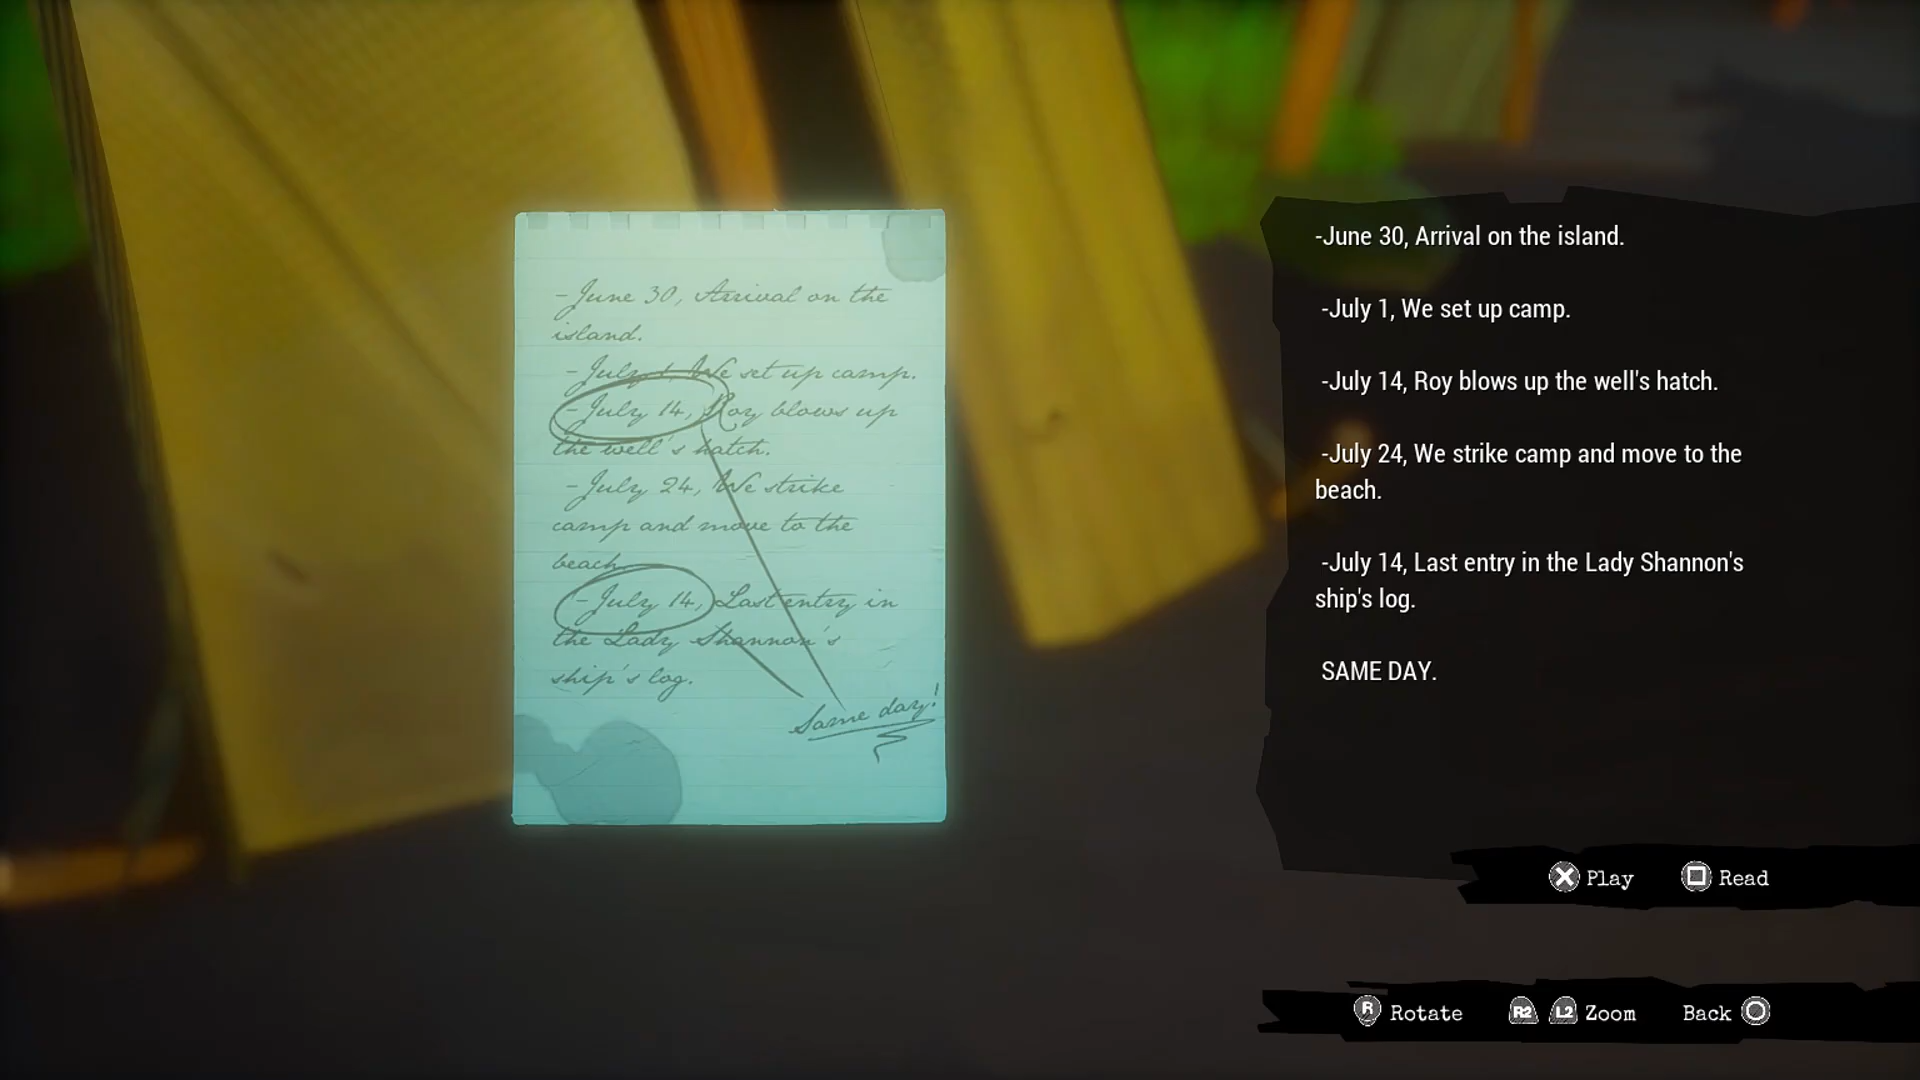 -June 30, Arrival on the
island.
-July 1, We set up camp.
-July 14, Roy blows up
the well's hatch.
-July 24, We strike
camp and move to the
beach.
-July 14, Last entry in
the Lady Shannon's
ship's log.
Same day!
-June 30, Arrival on the island.
-July 1, We set up camp.
-July 14, Roy blows up the well's hatch.
-July 24, We strike camp and move to the
beach.
-July 14, Last entry in the Lady Shannon's
ship's log.
SAME DAY.
Play Read
R Rotate R2 L2 Zoom Back